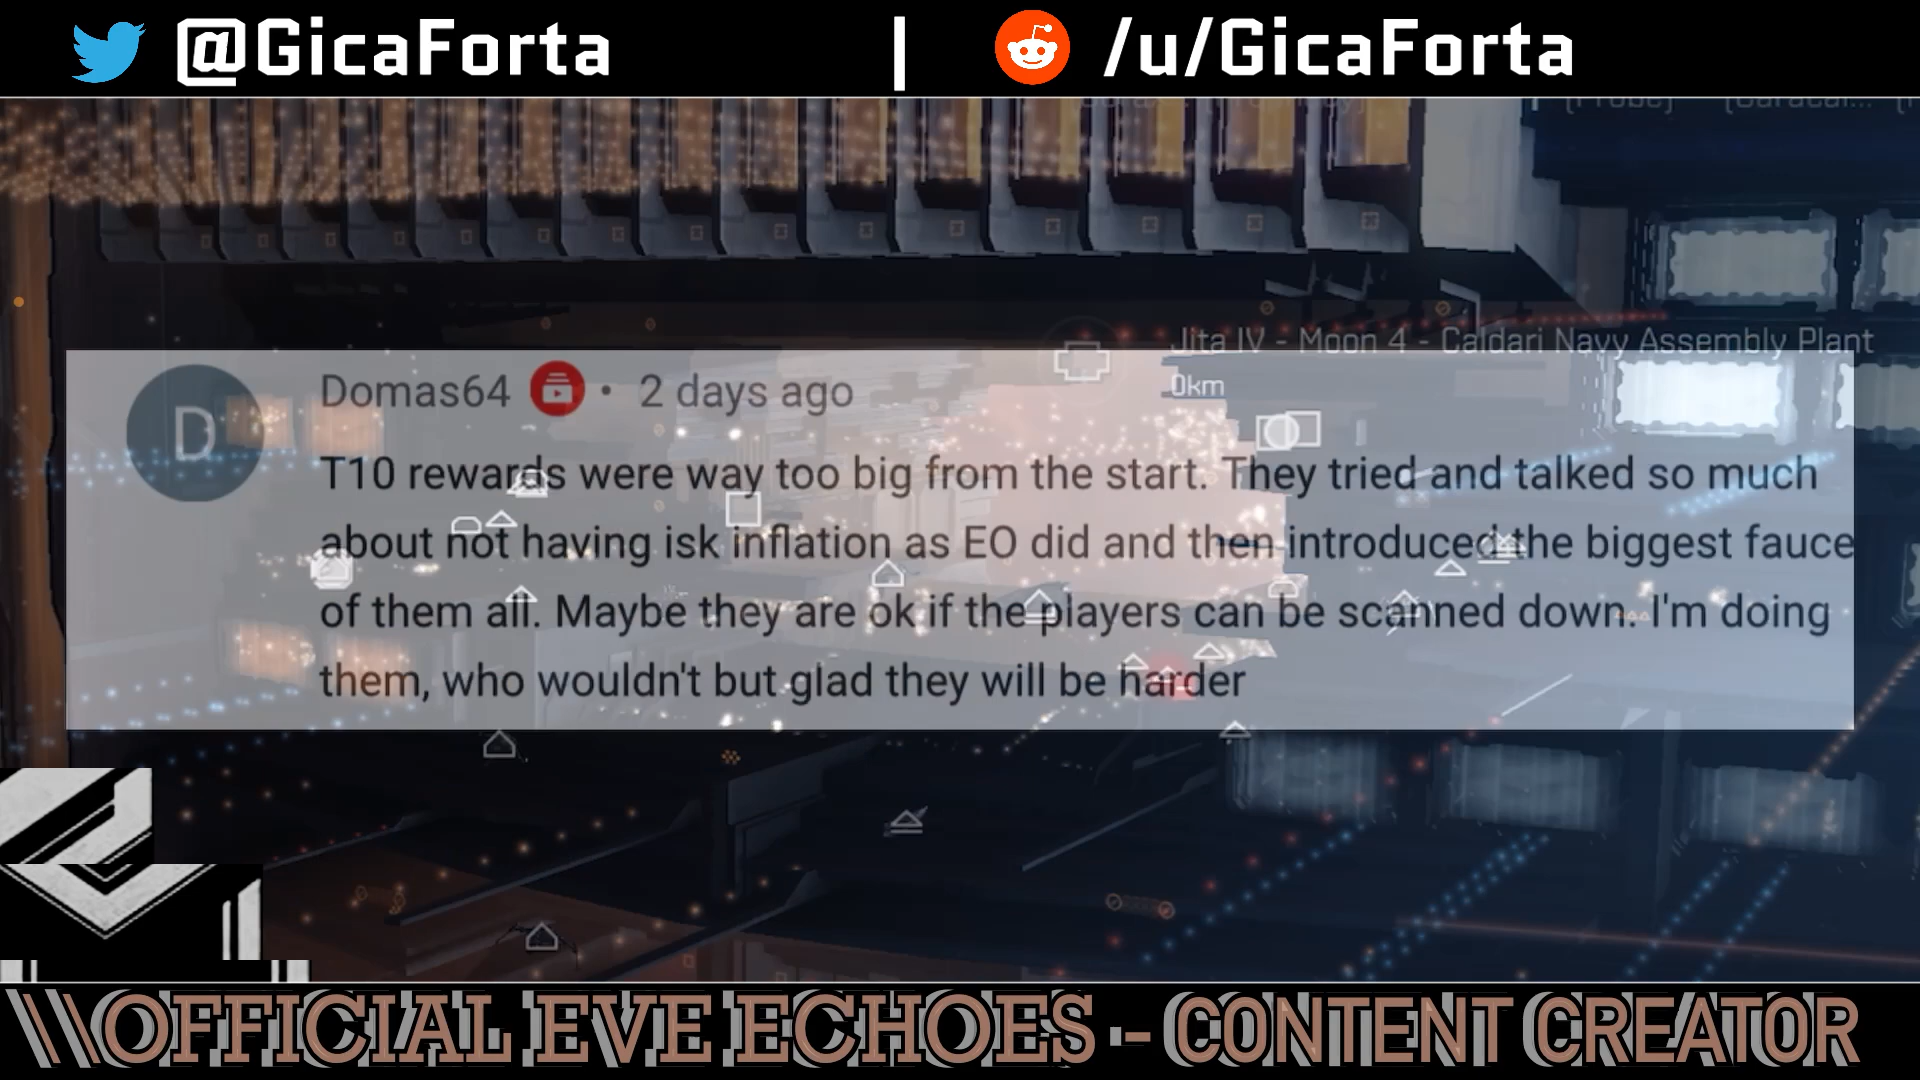 @GicaForta | /u/GicaForta
(Probe)
Jita IV - Moon 4 - Caldari Navy Assembly Plant
0km
D
Domas64 • 2 days ago
T10 rewards were way too big from the start. They tried and talked so much
about not having isk inflation as EO did and then introduced the biggest fauce
of them all. Maybe they are ok if the players can be scanned down. I'm doing
them, who wouldn't but glad they will be harder
\\OFFICIAL EVE ECHOES - CONTENT CREATOR